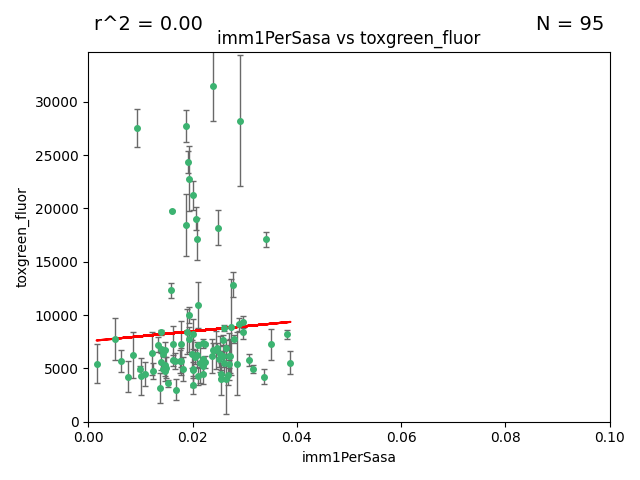 r^2 = 0.00
N = 95
imm1PerSasa vs toxgreen_fluor
30000
25000
20000
15000
10000
5000
0
toxgreen_fluor
0.00
0.02
0.04
0.06
0.08
0.10
imm1PerSasa